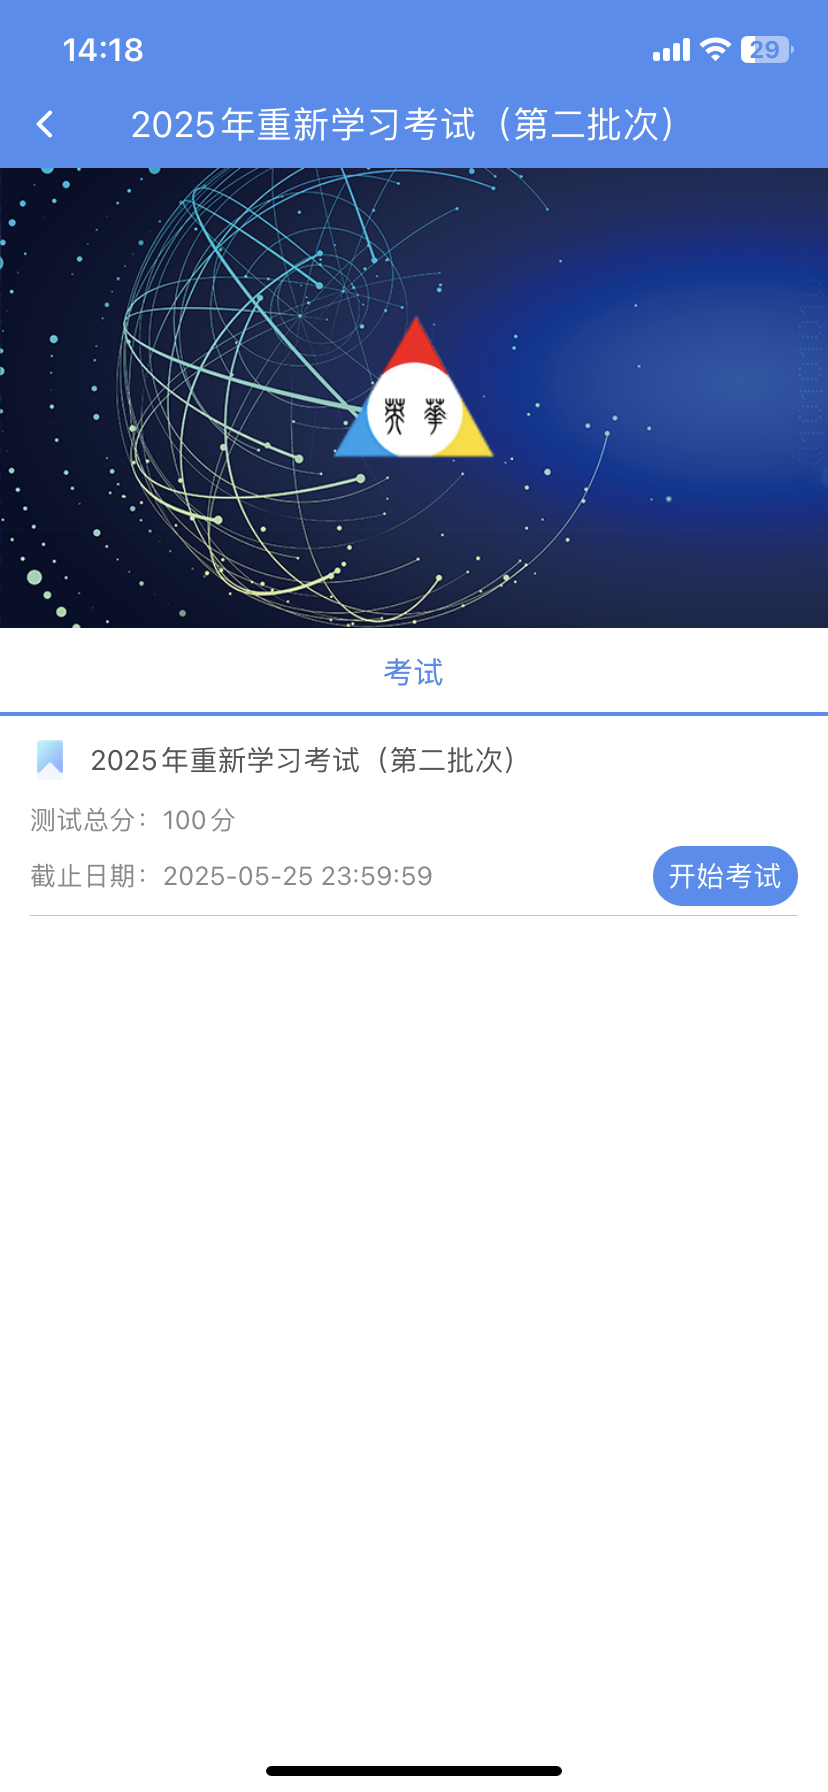 14:18
29
2025年重新学习考试（第二批次）
英 華
考试
2025年重新学习考试（第二批次）
测试总分：100分
截止日期：2025-05-25 23:59:59
开始考试